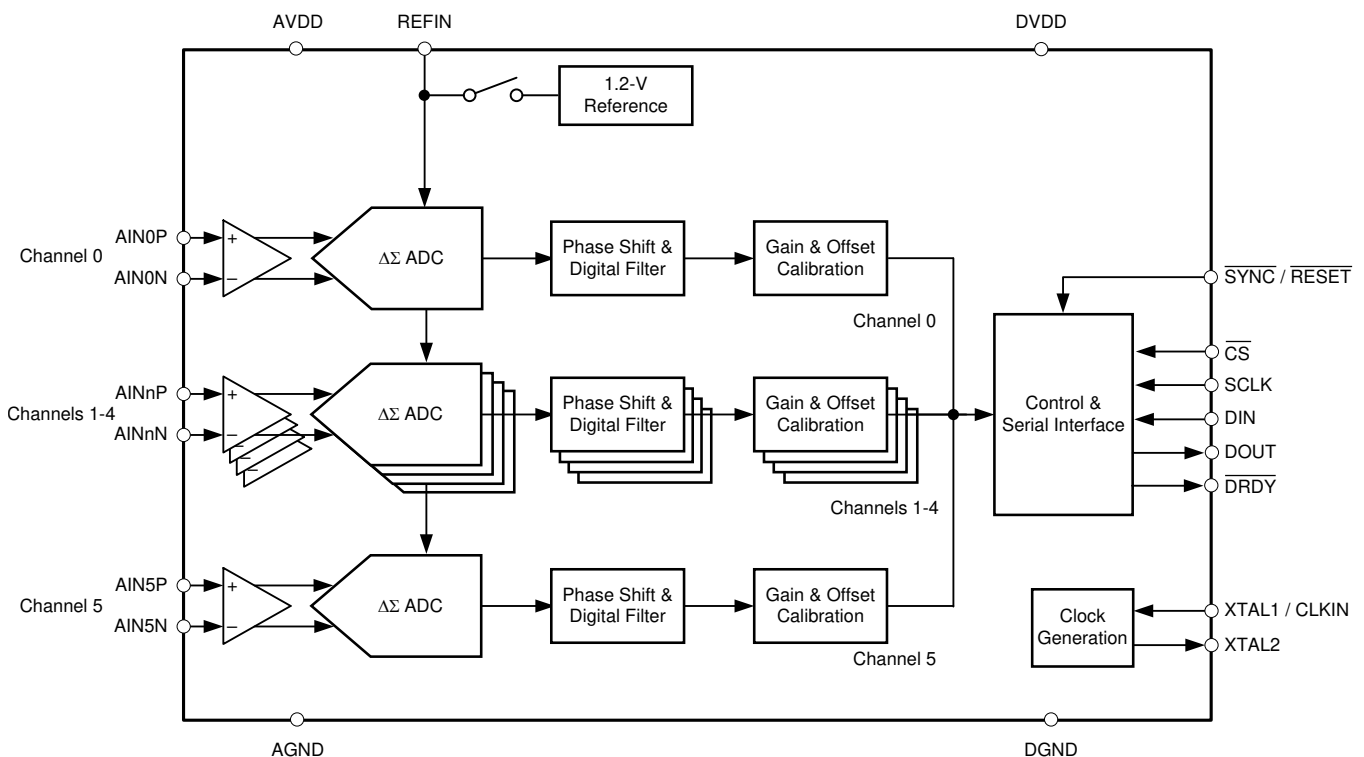 AVDD
REFIN
DVDD
1.2-V
Reference
Channel 0
AIN0P
AIN0N
+
−
ΔΣ ADC
Phase Shift &
Digital Filter
Gain & Offset
Calibration
Channel 0
SYNC / RESET
CS
SCLK
DIN
DOUT
DRDY
Control &
Serial Interface
Channels 1-4
AINnP
AINnN
+
−
−
−
−
ΔΣ ADC
Phase Shift &
Digital Filter
Gain & Offset
Calibration
Channels 1-4
Channel 5
AIN5P
AIN5N
+
−
ΔΣ ADC
Phase Shift &
Digital Filter
Gain & Offset
Calibration
Channel 5
Clock
Generation
XTAL1 / CLKIN
XTAL2
AGND
DGND